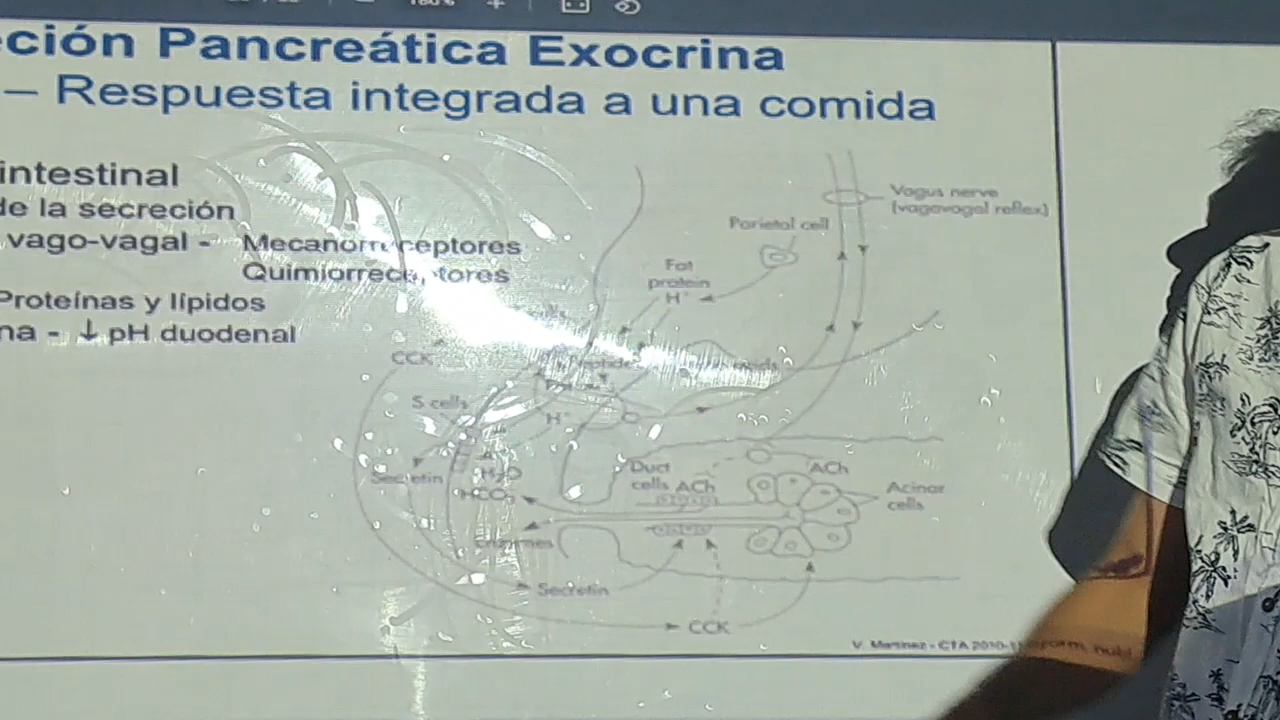 ción Pancreática Exocrina
– Respuesta integrada a una comida
intestinal
de la secreción
vago-vagal - Mecanorreceptores
Quimiorreceptores
Proteínas y lípidos
na - ↓ pH duodenal
Vagus nerve
(vagovagal reflex)
Parietal cell
Fat
protein
H⁺
CCK
S cells
H⁺
Secretin
H₂O
HCO₃
Duct
cells ACh
ACh
Acinar
cells
Enzymes
Secretin
CCK
V. Martinez - CTA 2010-11